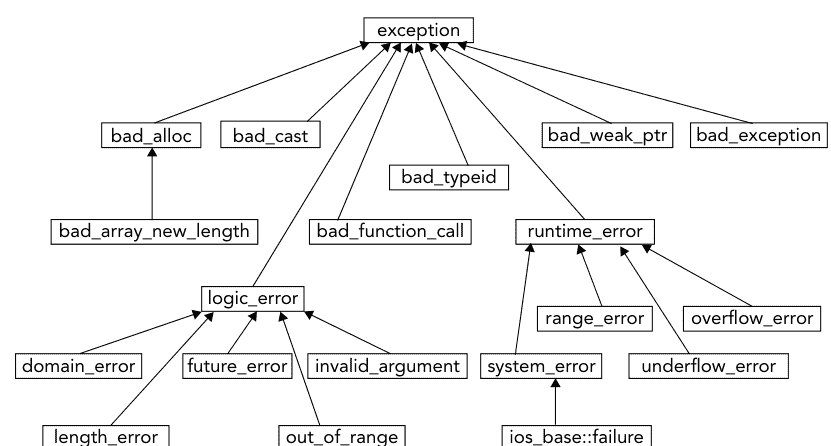 exception
bad_alloc
bad_cast
bad_weak_ptr
bad_exception
bad_typeid
bad_array_new_length
bad_function_call
runtime_error
logic_error
range_error
overflow_error
domain_error
future_error
invalid_argument
system_error
underflow_error
length_error
out_of_range
ios_base::failure